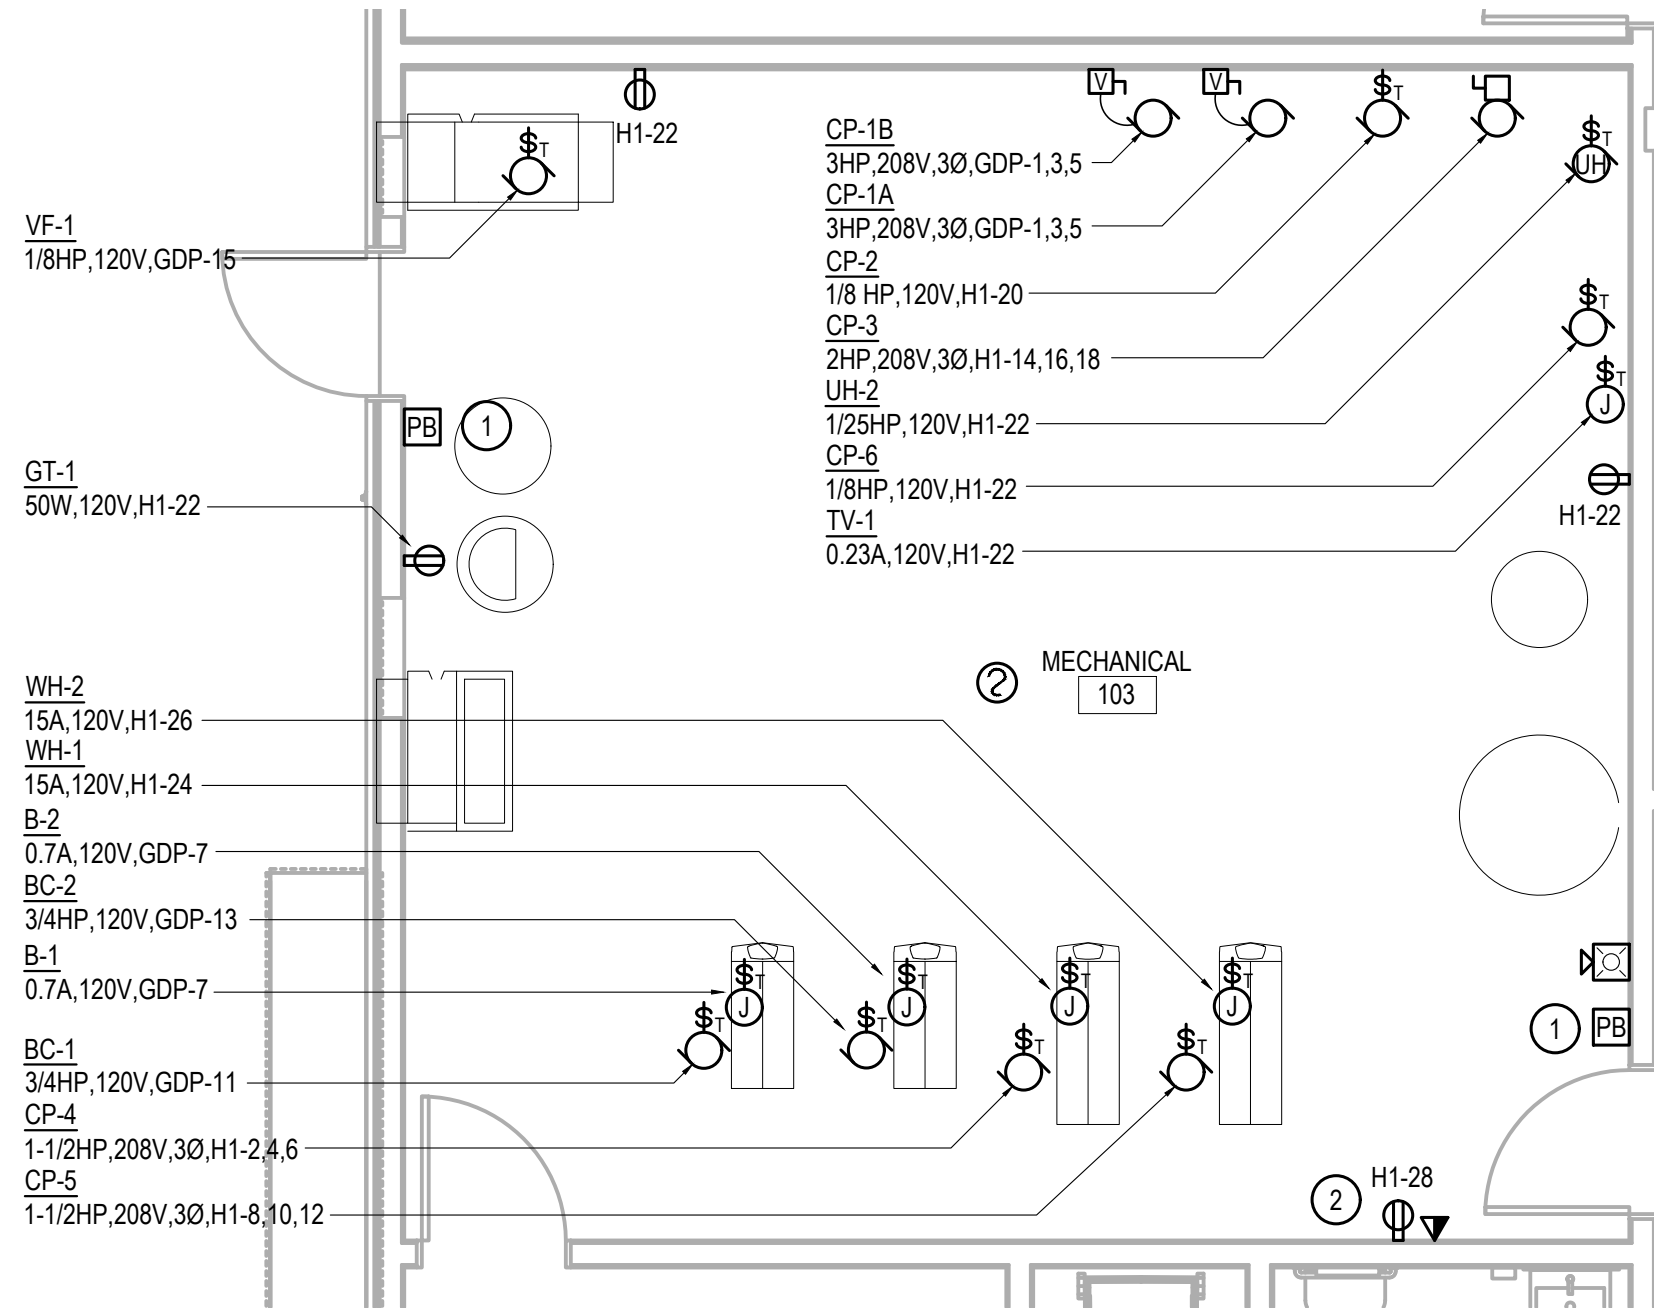 V
V
$T
H1-22
$T
CP-1B
3HP,208V,3Ø,GDP-1,3,5
CP-1A
3HP,208V,3Ø,GDP-1,3,5
CP-2
1/8 HP,120V,H1-20
CP-3
2HP,208V,3Ø,H1-14,16,18
UH-2
1/25HP,120V,H1-22
CP-6
1/8HP,120V,H1-22
TV-1
0.23A,120V,H1-22
$T
UH
$T
$T
J
H1-22
VF-1
1/8HP,120V,GDP-15
PB
1
GT-1
50W,120V,H1-22
MECHANICAL
103
WH-2
15A,120V,H1-26
WH-1
15A,120V,H1-24
B-2
0.7A,120V,GDP-7
BC-2
3/4HP,120V,GDP-13
B-1
0.7A,120V,GDP-7
BC-1
3/4HP,120V,GDP-11
CP-4
1-1/2HP,208V,3Ø,H1-2,4,6
CP-5
1-1/2HP,208V,3Ø,H1-8,10,12
$T
J
$T
J
$T
J
$T
J
$T
$T
$T
$T
1
PB
2
H1-28